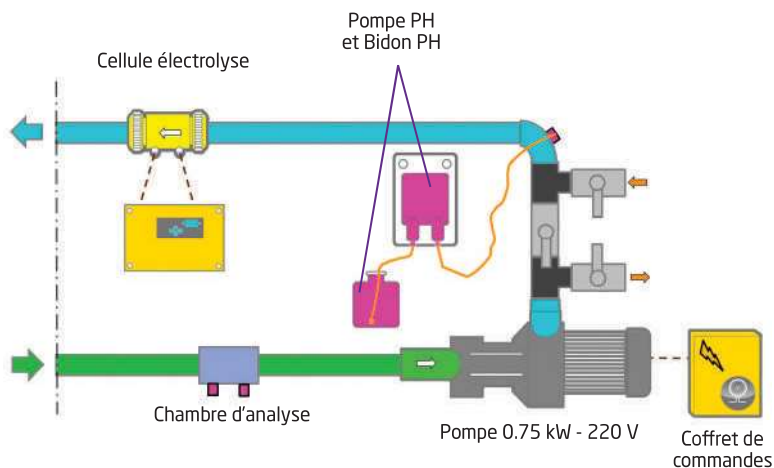 Pompe PH
et Bidon PH
Cellule électrolyse
Chambre d'analyse
Pompe 0.75 kW - 220 V
Coffret de
commandes